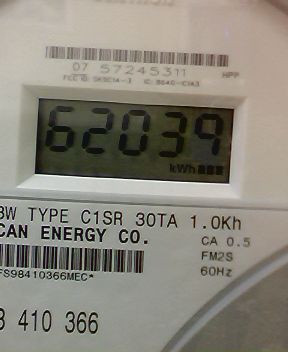 07 57245311 HPP
62039
kWh
3W TYPE C1SR 30TA 1.0Kh
CAN ENERGY CO.
CA 0.5
FM2S
FS98410366MEC*
60Hz
3 410 366